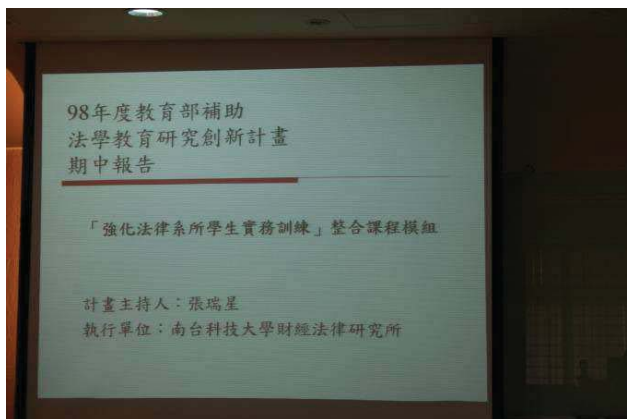 98年度教育部補助
法學教育研究創新計畫
期中報告
「強化法律系所學生實務訓練」整合課程模組
計畫主持人：張瑞星
執行單位：南台科技大學財經法律研究所